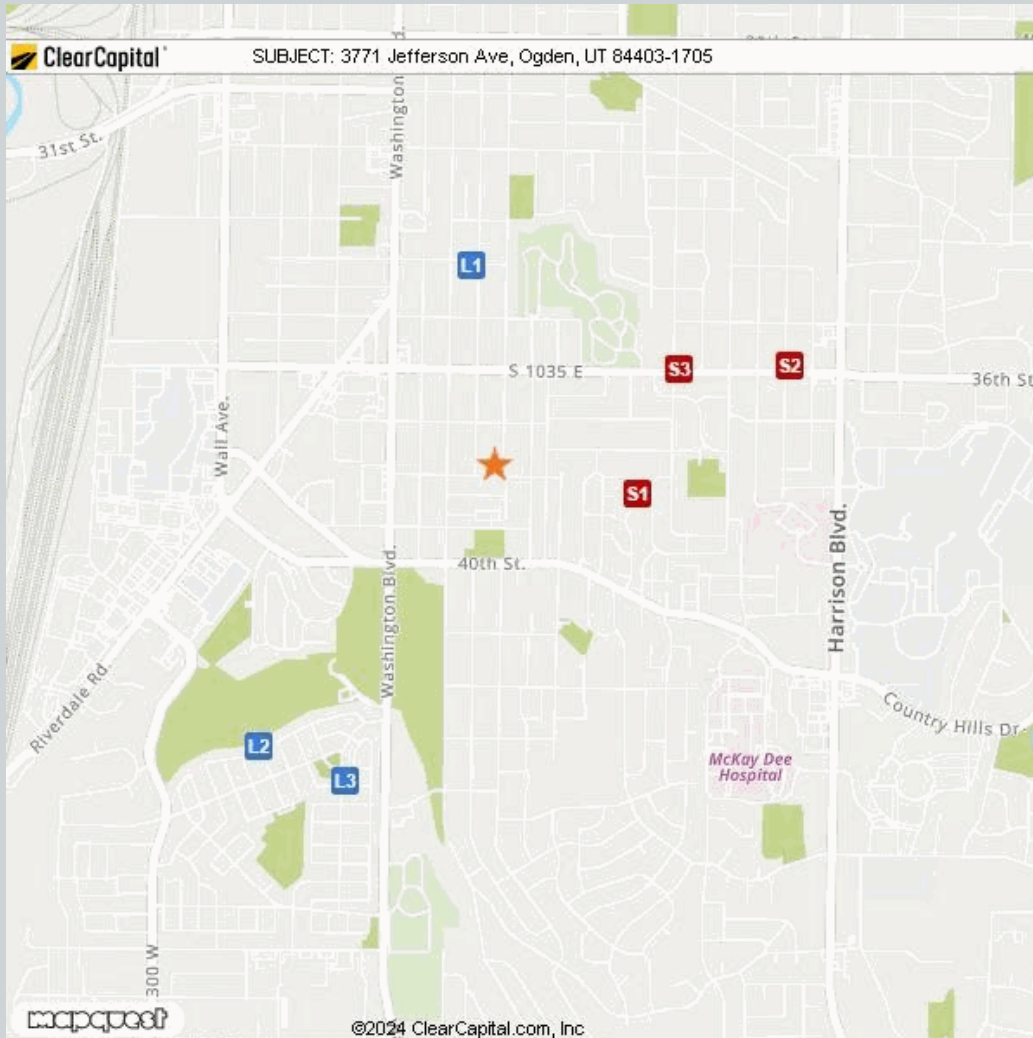 ClearCapital
SUBJECT: 3771 Jefferson Ave, Ogden, UT 84403-1705
31st St.
Washington
L1
S 1035 E
S3
S2
36th St
Wall Ave.
S1
Harrison Blvd.
40th St.
Washington Blvd.
Riverdale Rd.
Country Hills Dr
L2
L3
McKay Dee
Hospital
300 W
mapquest
©2024 ClearCapital.com, Inc